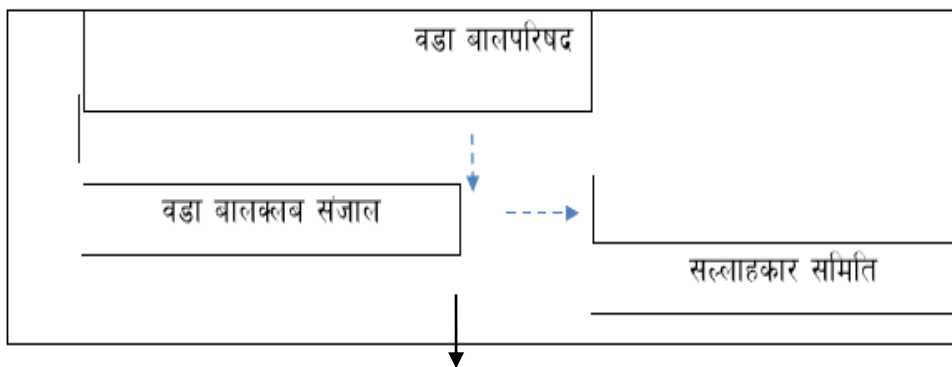 वडा बालपरिषद
वडा बालक्लब संजाल
सल्लाहकार समिति